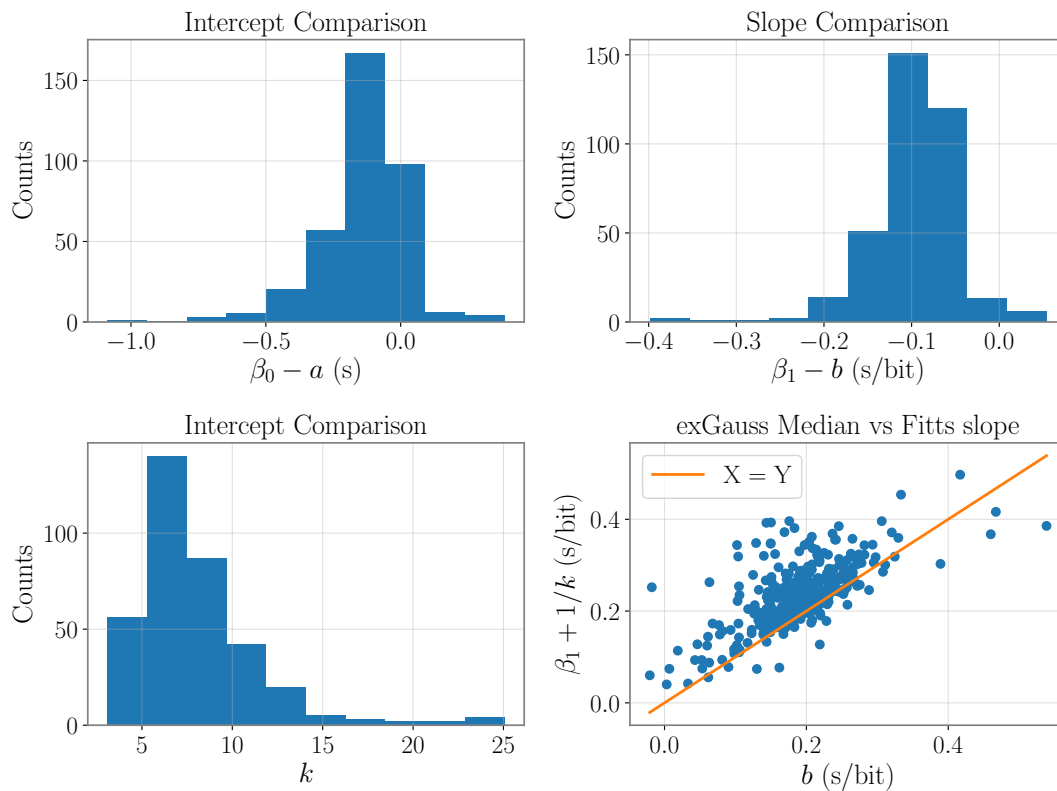 Intercept Comparison
Counts
150
100
50
0
−1.0 −0.5 0.0
β₀ − a (s)
Slope Comparison
Counts
150
100
50
0
−0.4 −0.3 −0.2 −0.1 0.0
β₁ − b (s/bit)
Intercept Comparison
Counts
100
50
0
5 10 15 20 25
k
exGauss Median vs Fitts slope
X = Y
β₁ + 1/k (s/bit)
0.4
0.2
0.0
0.0 0.2 0.4
b (s/bit)